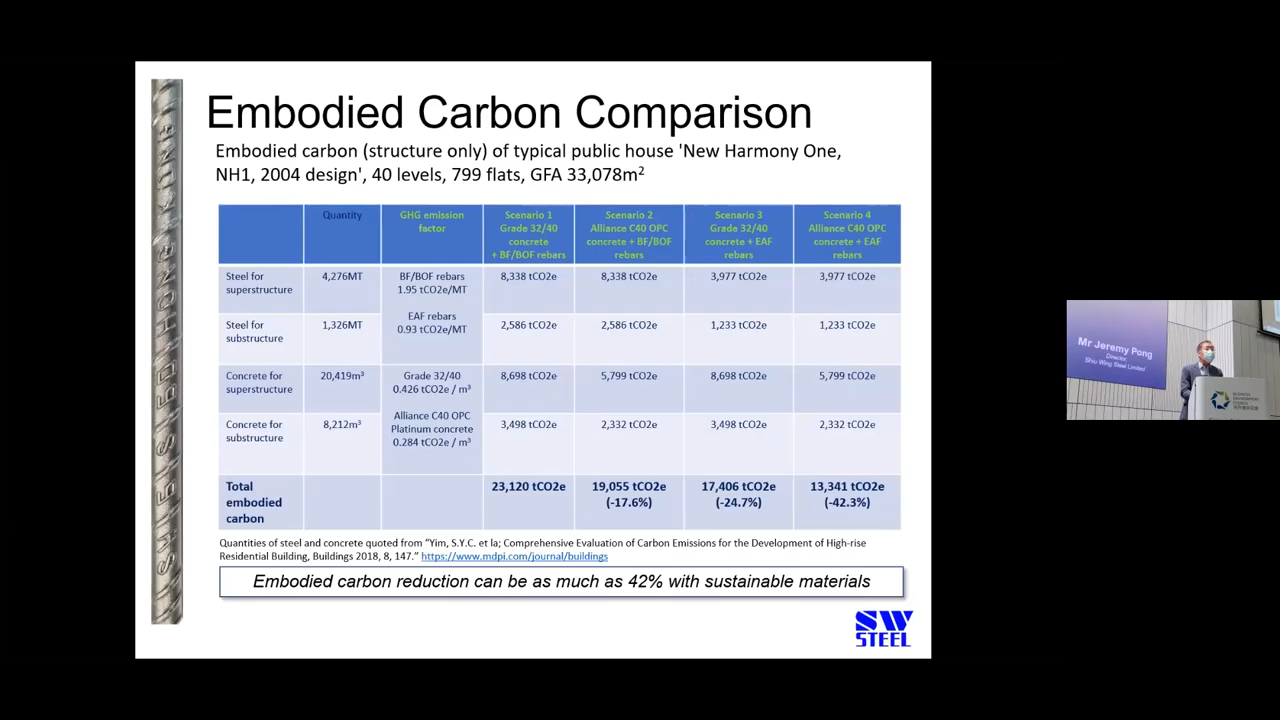 Embodied Carbon Comparison
Embodied carbon (structure only) of typical public house 'New Harmony One,
NH1, 2004 design', 40 levels, 799 flats, GFA 33,078m²
Quantity
GHG emission
factor
Scenario 1
Grade 32/40
concrete
+ BF/BOF rebars
Scenario 2
Alliance C40 OPC
concrete + BF/BOF
rebars
Scenario 3
Grade 32/40
concrete + EAF
rebars
Scenario 4
Alliance C40 OPC
concrete + EAF
rebars
Steel for
superstructure
4,276MT
BF/BOF rebars
1.95 tCO2e/MT
EAF rebars
0.93 tCO2e/MT
8,338 tCO2e
8,338 tCO2e
3,977 tCO2e
3,977 tCO2e
Steel for
substructure
1,326MT
2,586 tCO2e
2,586 tCO2e
1,233 tCO2e
1,233 tCO2e
Concrete for
superstructure
20,419m³
Grade 32/40
0.426 tCO2e / m³
Alliance C40 OPC
Platinum concrete
0.284 tCO2e / m³
8,698 tCO2e
5,799 tCO2e
8,698 tCO2e
5,799 tCO2e
Concrete for
substructure
8,212m³
3,498 tCO2e
2,332 tCO2e
3,498 tCO2e
2,332 tCO2e
Total
embodied
carbon
23,120 tCO2e
19,055 tCO2e
(-17.6%)
17,406 tCO2e
(-24.7%)
13,341 tCO2e
(-42.3%)
Quantities of steel and concrete quoted from "Yim, S.Y.C. et la; Comprehensive Evaluation of Carbon Emissions for the Development of High-rise
Residential Building, Buildings 2018, 8, 147." https://www.mdpi.com/journal/buildings
Embodied carbon reduction can be as much as 42% with sustainable materials
SW
STEEL
Mr Jeremy Pong
Director,
Shiu Wing Steel Limited